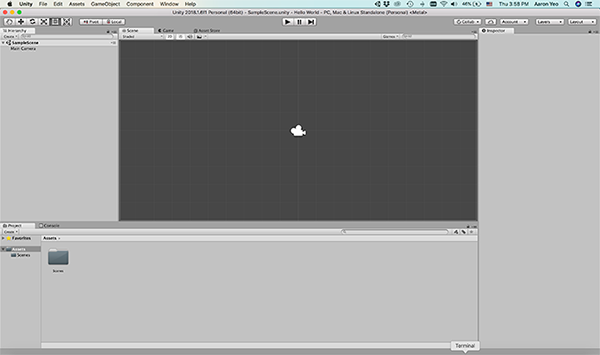 Unity File Edit Assets GameObject Component Window Help
46% Thu 3:58 PM Aaron Yeo
Unity 2018.1.6f1 Personal (64bit) - SampleScene.unity - Hello World - PC, Mac & Linux Standalone (Personal) <Metal>
Pivot Local Collab Account Layers Layout
Hierarchy Scene Game Asset Store Inspector
Create Shaded 2D Gizmos
SampleScene
Main Camera
Project Console
Create
Favorites Assets
Assets
Scenes
Scenes
Terminal